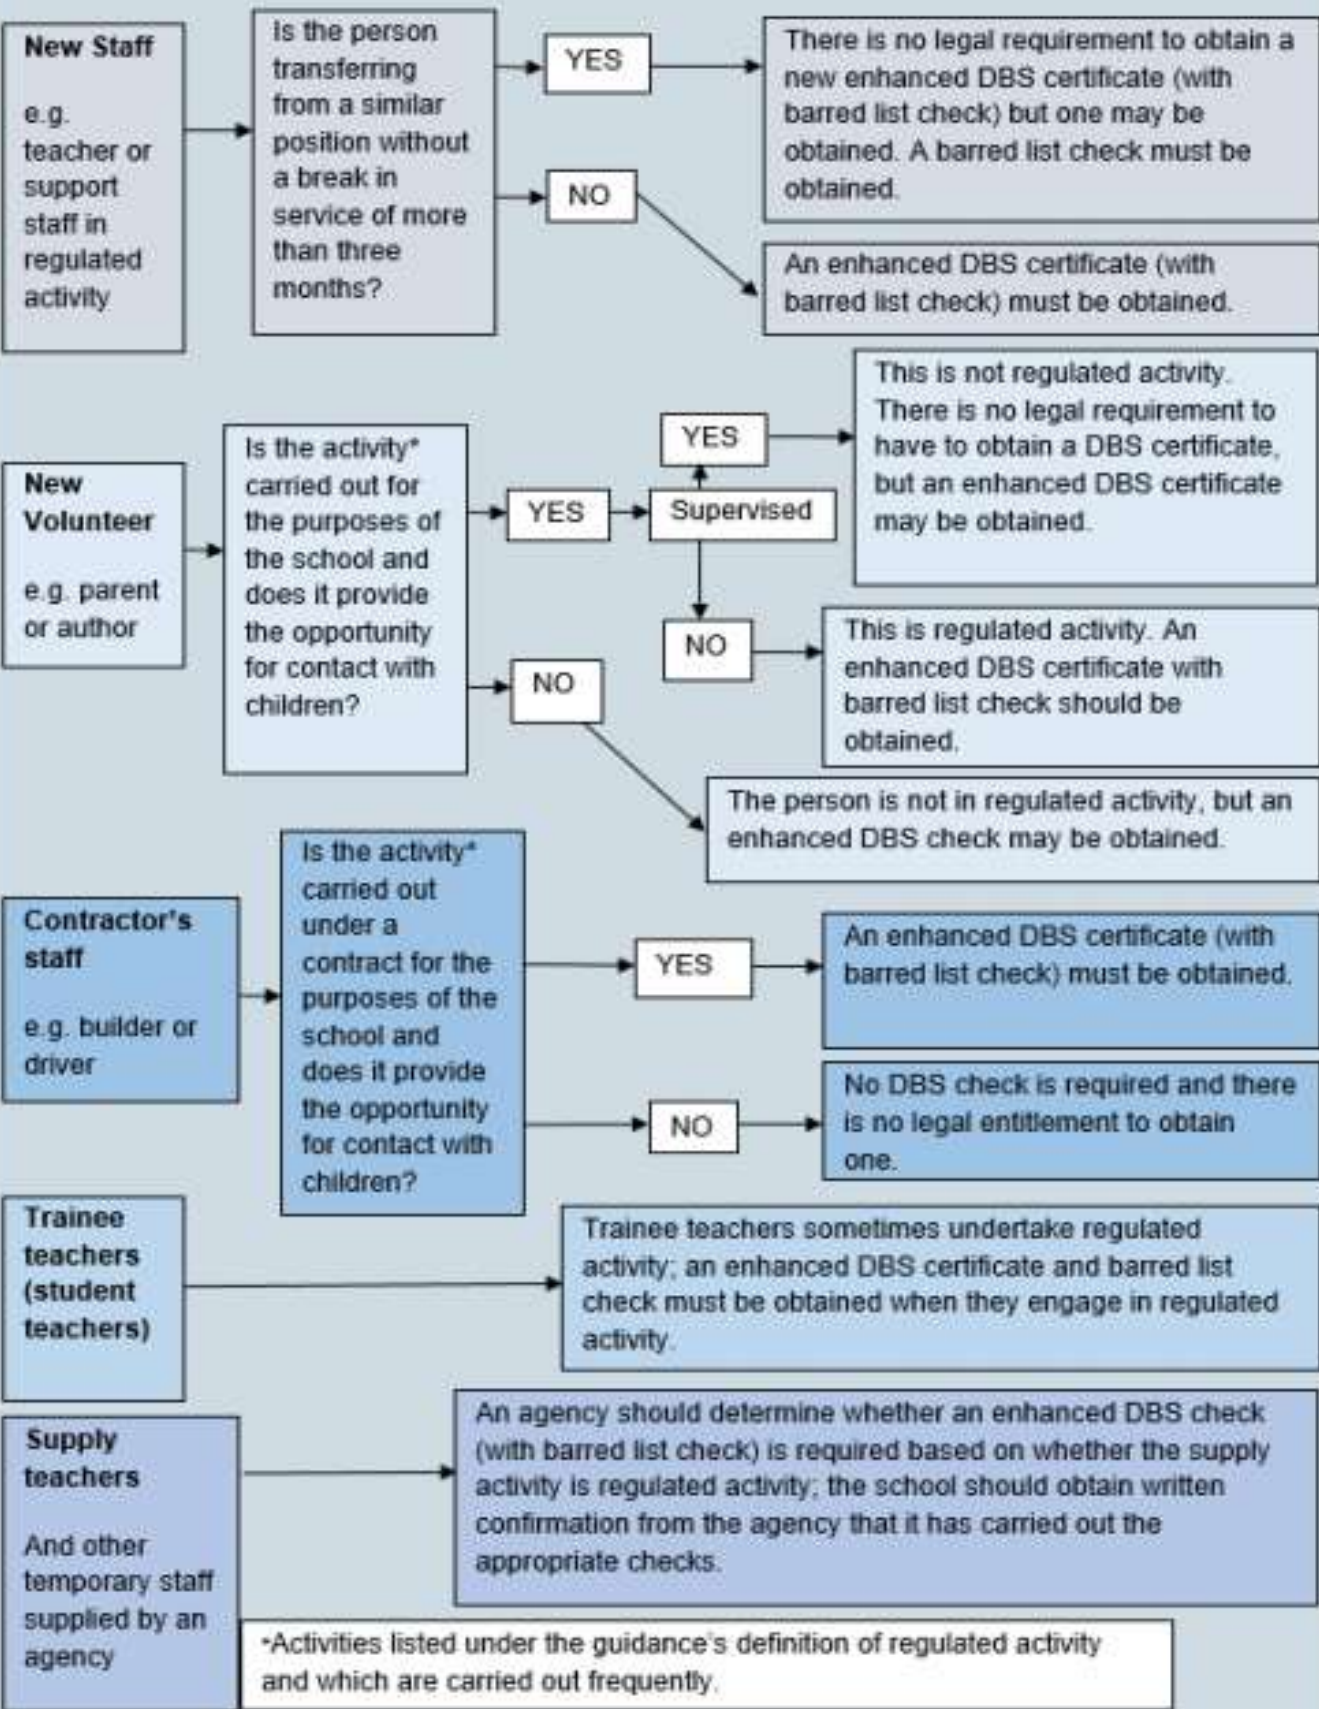 New Staff
e.g.
teacher or
support
staff in
regulated
activity
Is the person
transferring
from a similar
position without
a break in
service of more
than three
months?
YES
There is no legal requirement to obtain a
new enhanced DBS certificate (with
barred list check) but one may be
obtained. A barred list check must be
obtained.
NO
An enhanced DBS certificate (with
barred list check) must be obtained.
New
Volunteer
e.g. parent
or author
Is the activity*
carried out for
the purposes of
the school and
does it provide
the opportunity
for contact with
children?
YES
Supervised
YES
This is not regulated activity.
There is no legal requirement to
have to obtain a DBS certificate,
but an enhanced DBS certificate
may be obtained.
NO
This is regulated activity. An
enhanced DBS certificate with
barred list check should be
obtained.
NO
The person is not in regulated activity, but an
enhanced DBS check may be obtained.
Contractor's
staff
e.g. builder or
driver
Is the activity*
carried out
under a
contract for the
purposes of the
school and
does it provide
the opportunity
for contact with
children?
YES
An enhanced DBS certificate (with
barred list check) must be obtained.
NO
No DBS check is required and there
is no legal entitlement to obtain
one.
Trainee
teachers
(student
teachers)
Trainee teachers sometimes undertake regulated
activity; an enhanced DBS certificate and barred list
check must be obtained when they engage in regulated
activity.
Supply
teachers
And other
temporary staff
supplied by an
agency
An agency should determine whether an enhanced DBS check
(with barred list check) is required based on whether the supply
activity is regulated activity; the school should obtain written
confirmation from the agency that it has carried out the
appropriate checks.
*Activities listed under the guidance's definition of regulated activity
and which are carried out frequently.